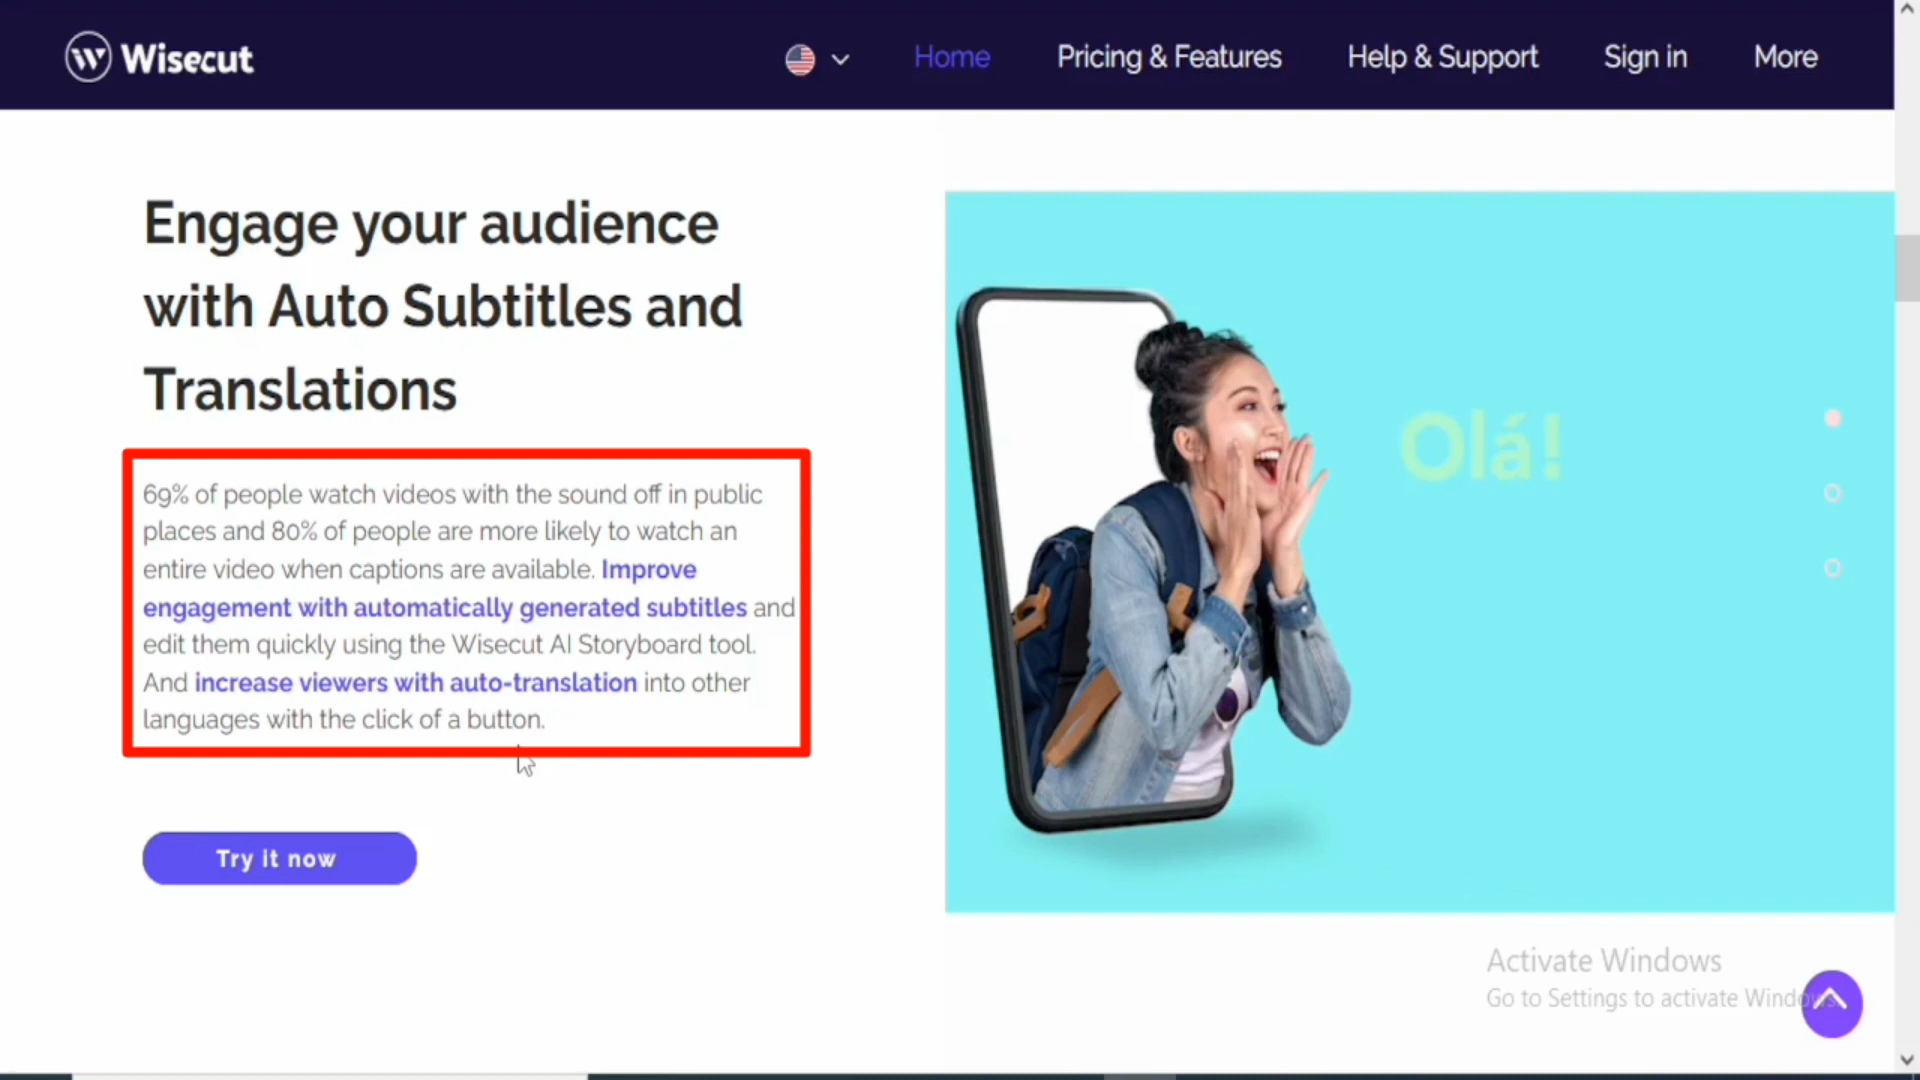 Wisecut
Home
Pricing & Features
Help & Support
Sign in
More
Engage your audience
with Auto Subtitles and
Translations
69% of people watch videos with the sound off in public
places and 80% of people are more likely to watch an
entire video when captions are available. Improve
engagement with automatically generated subtitles and
edit them quickly using the Wisecut AI Storyboard tool.
And increase viewers with auto-translation into other
languages with the click of a button.
Try it now
Olá!
Activate Windows
Go to Settings to activate Windows.